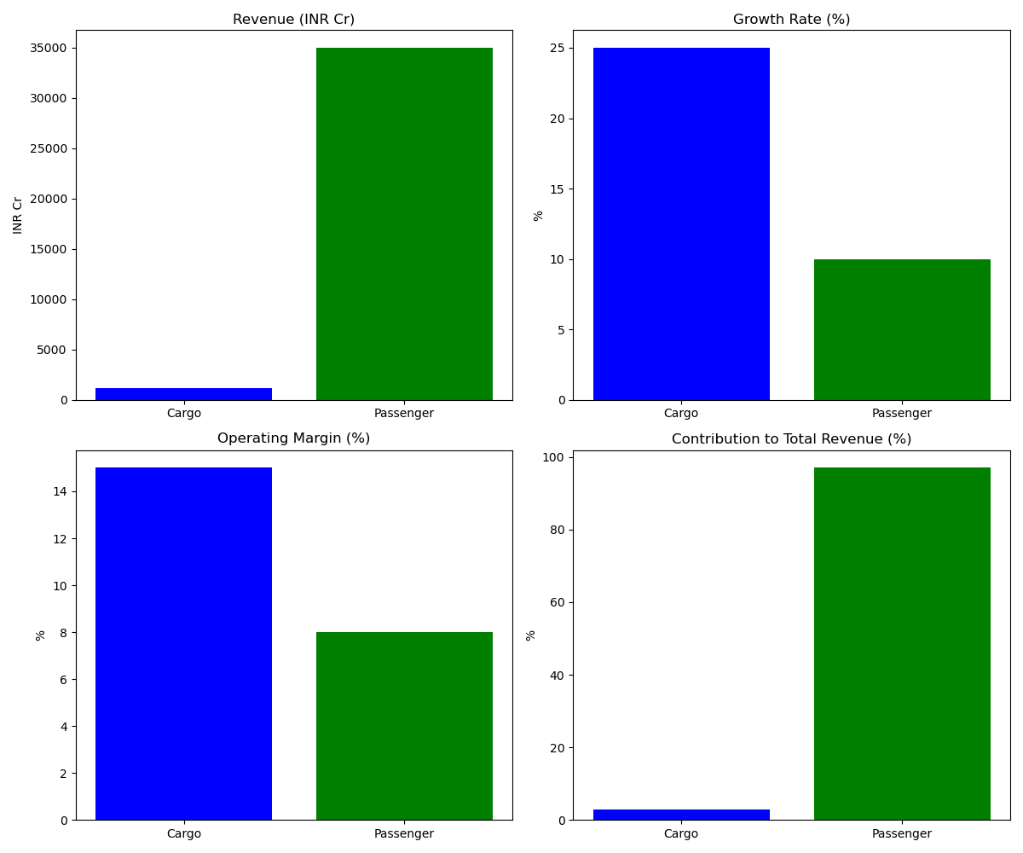 Revenue (INR Cr)
INR Cr
35000
30000
25000
20000
15000
10000
5000
0
Cargo
Passenger
Growth Rate (%)
%
25
20
15
10
5
0
Cargo
Passenger
Operating Margin (%)
%
14
12
10
8
6
4
2
0
Cargo
Passenger
Contribution to Total Revenue (%)
%
100
80
60
40
20
0
Cargo
Passenger